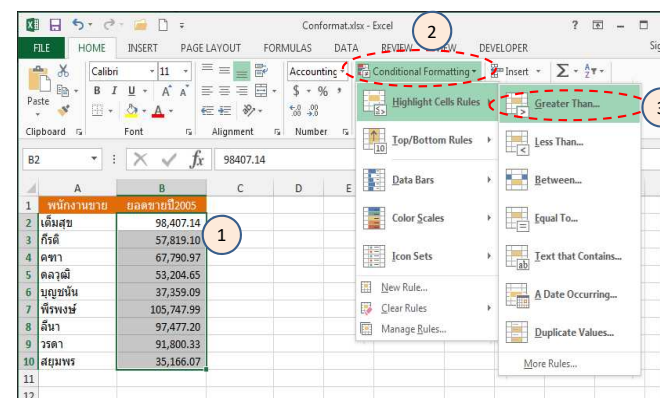 Conformat.xlsx - Excel
2
FILE HOME INSERT PAGE LAYOUT FORMULAS DATA REVIEW VIEW DEVELOPER Sig
Paste Calibri 11 B I U A A A Accounting $ % , Conditional Formatting Insert Σ
Clipboard Font Alignment Number
B2 fx 98407.14
A B C D E
1 พนักงานขาย ยอดขายปี2005
2 เต็มสุข 98,407.14
3 กีรติ 57,819.10
4 คฑา 67,790.97
5 ดลวุฒิ 53,204.65
6 บุญชนัน 37,359.09
7 พีรพงษ์ 105,747.99
8 ลีนา 97,477.20
9 วรดา 91,800.33
10 สยุมพร 35,166.07
11
12
1
Highlight Cells Rules
Top/Bottom Rules
Data Bars
Color Scales
Icon Sets
New Rule...
Clear Rules
Manage Rules...
Greater Than...
3
Less Than...
Between...
Equal To...
Text that Contains...
A Date Occurring...
Duplicate Values...
More Rules...